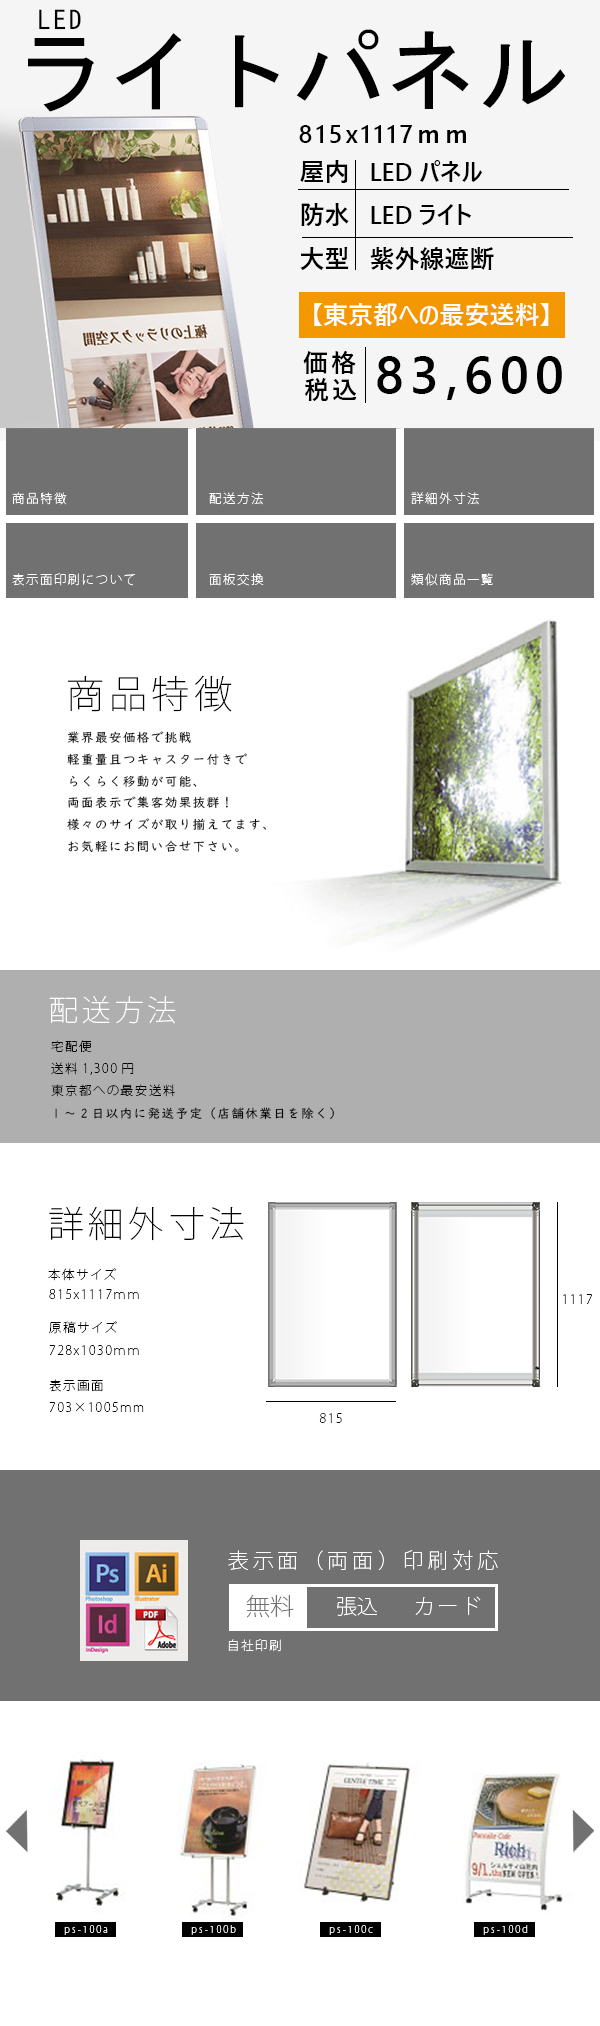 LED
ライトパネル
815x1117mm
屋内 LED パネル
防水 LED ライト
大型 紫外線遮断
【東京都への最安送料】
価格
税込
83,600
極上のリラックス空間
商品特徴
配送方法
詳細外寸法
表示面印刷について
面板交換
類似商品一覧
商品特徴
業界最安価格で挑戦
軽重量且つキャスター付きで
らくらく移動が可能、
両面表示で集客効果抜群！
様々のサイズが取り揃えてます、
お気軽にお問い合せ下さい。
配送方法
宅配便
送料 1,300 円
東京都への最安送料
1～２日以内に発送予定（店舗休業日を除く）
詳細外寸法
本体サイズ
815x1117mm
原稿サイズ
728x1030mm
表示画面
703×1005mm
815
1117
Ps
Photoshop
Ai
Illustrator
Id
InDesign
PDF
Adobe
表示面（両面）印刷対応
無料 張込 カード
自社印刷
GENTLE TIME
Pancake Cafe
Rich
9/1.the NEW OPEN!
ps-100a
ps-100b
ps-100c
ps-100d